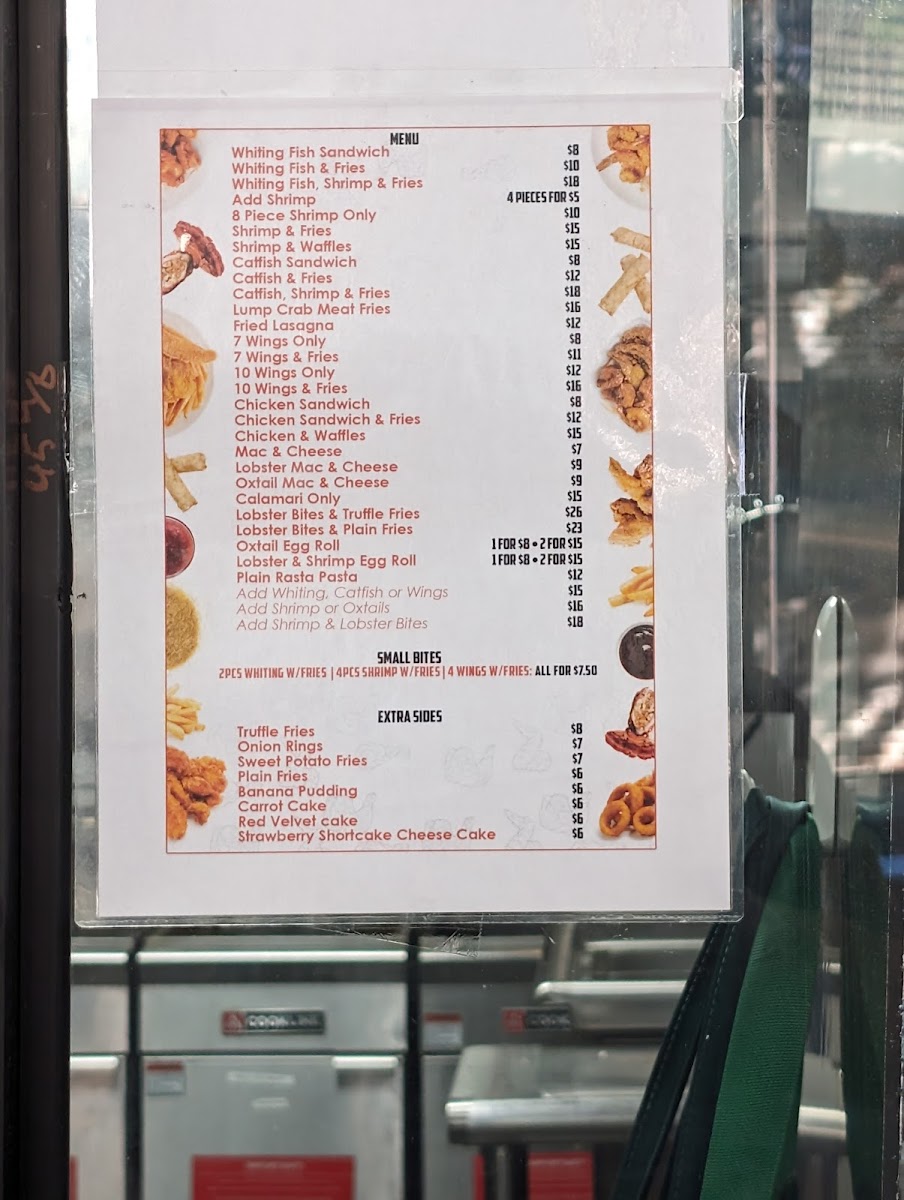 MENU
Whiting Fish Sandwich $8
Whiting Fish & Fries $10
Whiting Fish, Shrimp & Fries $18
Add Shrimp 4 PIECES FOR $5
8 Piece Shrimp Only $10
Shrimp & Fries $15
Shrimp & Waffles $15
Catfish Sandwich $8
Catfish & Fries $12
Catfish, Shrimp & Fries $18
Lump Crab Meat Fries $16
Fried Lasagna $12
7 Wings Only $8
7 Wings & Fries $11
10 Wings Only $12
10 Wings & Fries $16
Chicken Sandwich $8
Chicken Sandwich & Fries $12
Chicken & Waffles $15
Mac & Cheese $7
Lobster Mac & Cheese $9
Oxtail Mac & Cheese $9
Calamari Only $15
Lobster Bites & Truffle Fries $26
Lobster Bites & Plain Fries $23
Oxtail Egg Roll 1 FOR $8 • 2 FOR $15
Lobster & Shrimp Egg Roll 1 FOR $8 • 2 FOR $15
Plain Rasta Pasta $12
Add Whiting, Catfish or Wings $15
Add Shrimp or Oxtails $16
Add Shrimp & Lobster Bites $18
SMALL BITES
2PCS WHITING W/FRIES | 4PCS SHRIMP W/FRIES | 4 WINGS W/FRIES: ALL FOR $7.50
EXTRA SIDES
Truffle Fries $8
Onion Rings $7
Sweet Potato Fries $7
Plain Fries $6
Banana Pudding $6
Carrot Cake $6
Red Velvet cake $6
Strawberry Shortcake Cheese Cake $6
COOKLINE